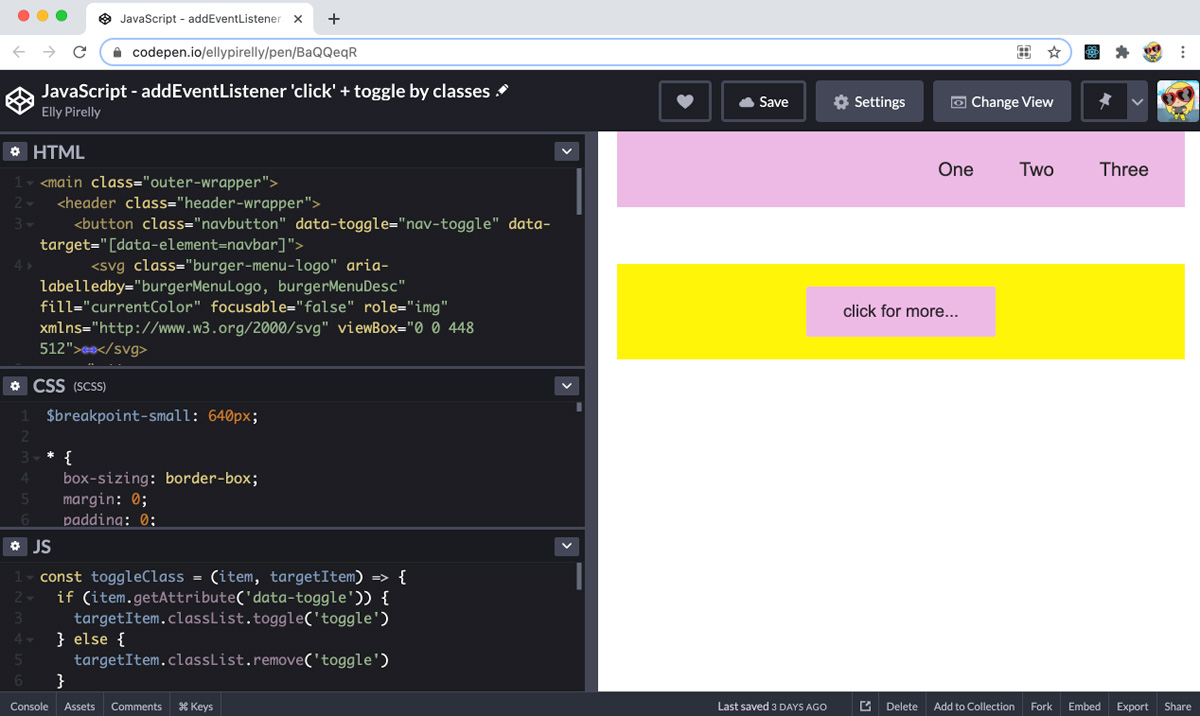 JavaScript - addEventListener
codepen.io/ellypirelly/pen/BaQQeqR
JavaScript - addEventListener 'click' + toggle by classes
Elly Pirelly
Save
Settings
Change View
HTML
1 <main class="outer-wrapper">
2 <header class="header-wrapper">
3 <button class="navbutton" data-toggle="nav-toggle" data-
target="[data-element=navbar]">
4 <svg class="burger-menu-logo" aria-
labelledby="burgerMenuLogo, burgerMenuDesc"
fill="currentColor" focusable="false" role="img"
xmlns="http://www.w3.org/2000/svg" viewBox="0 0 448
512"></svg>
CSS (SCSS)
1 $breakpoint-small: 640px;
2
3 * {
4 box-sizing: border-box;
5 margin: 0;
6 padding: 0;
JS
1 const toggleClass = (item, targetItem) => {
2 if (item.getAttribute('data-toggle')) {
3 targetItem.classList.toggle('toggle')
4 } else {
5 targetItem.classList.remove('toggle')
6 }
One Two Three
click for more...
Console Assets Comments ⌘ Keys
Last saved 3 DAYS AGO
Delete Add to Collection Fork Embed Export Share